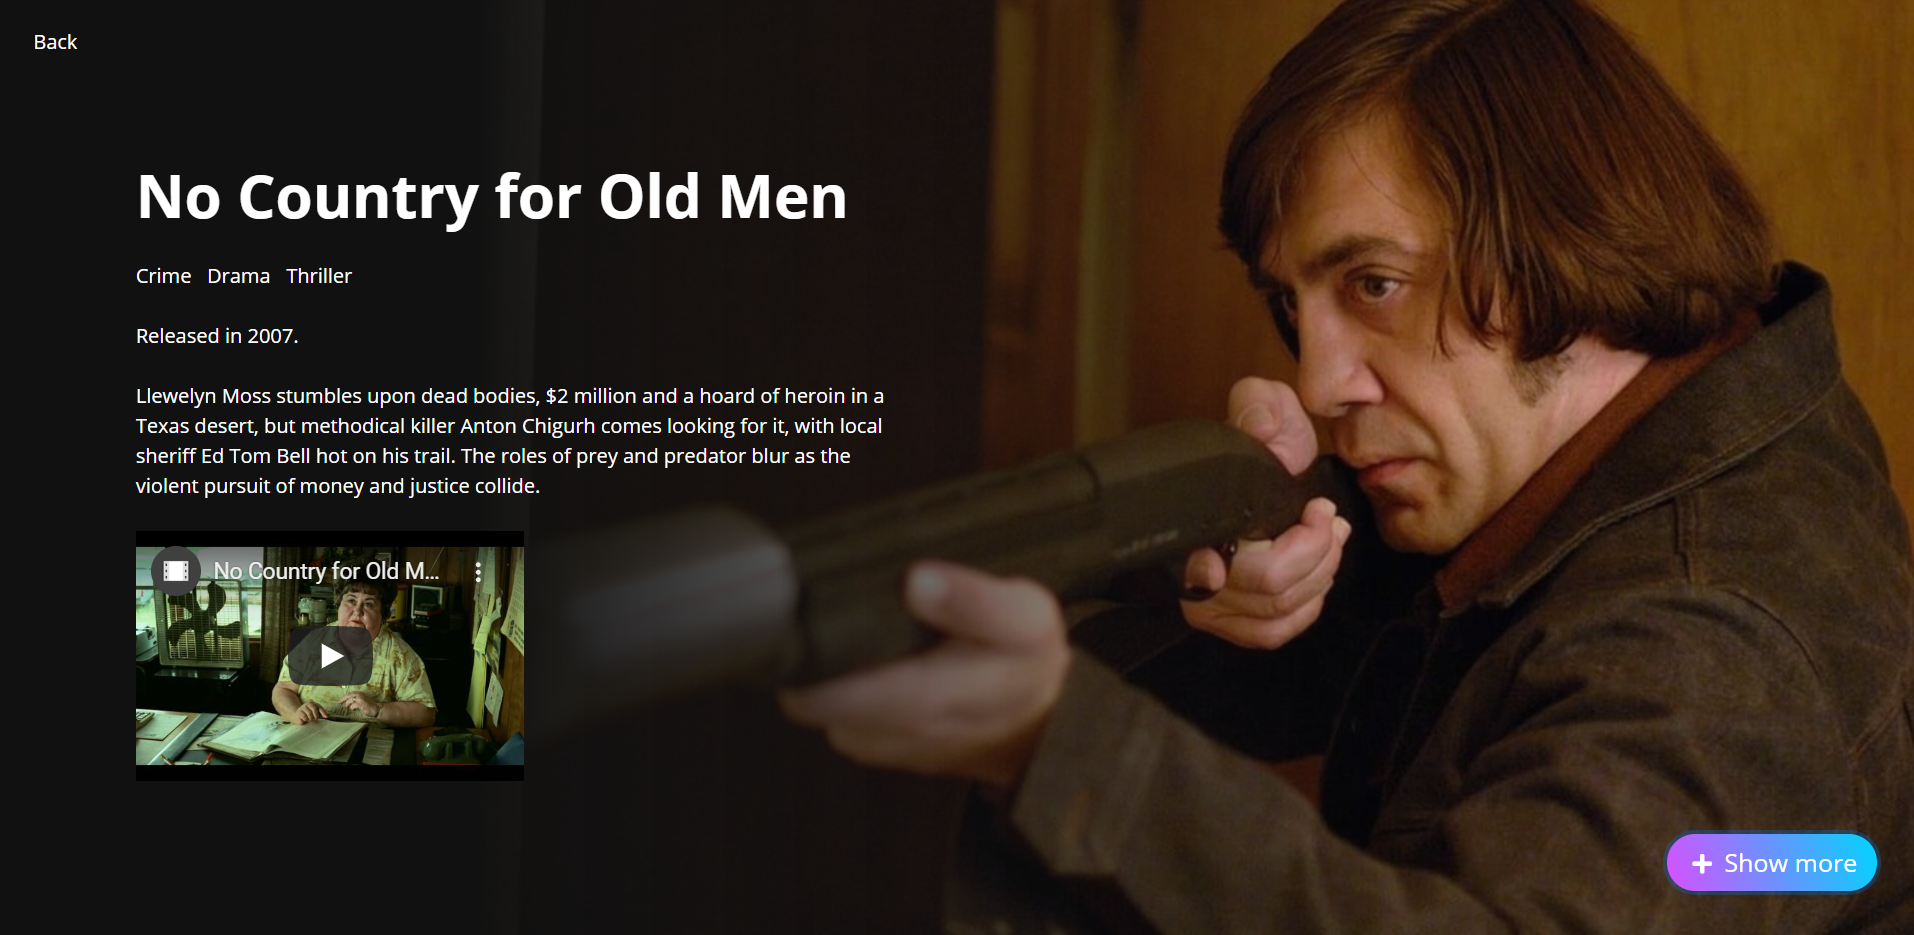 Back
No Country for Old Men
Crime Drama Thriller
Released in 2007.
Llewelyn Moss stumbles upon dead bodies, $2 million and a hoard of heroin in a
Texas desert, but methodical killer Anton Chigurh comes looking for it, with local
sheriff Ed Tom Bell hot on his trail. The roles of prey and predator blur as the
violent pursuit of money and justice collide.
No Country for Old M...
Show more